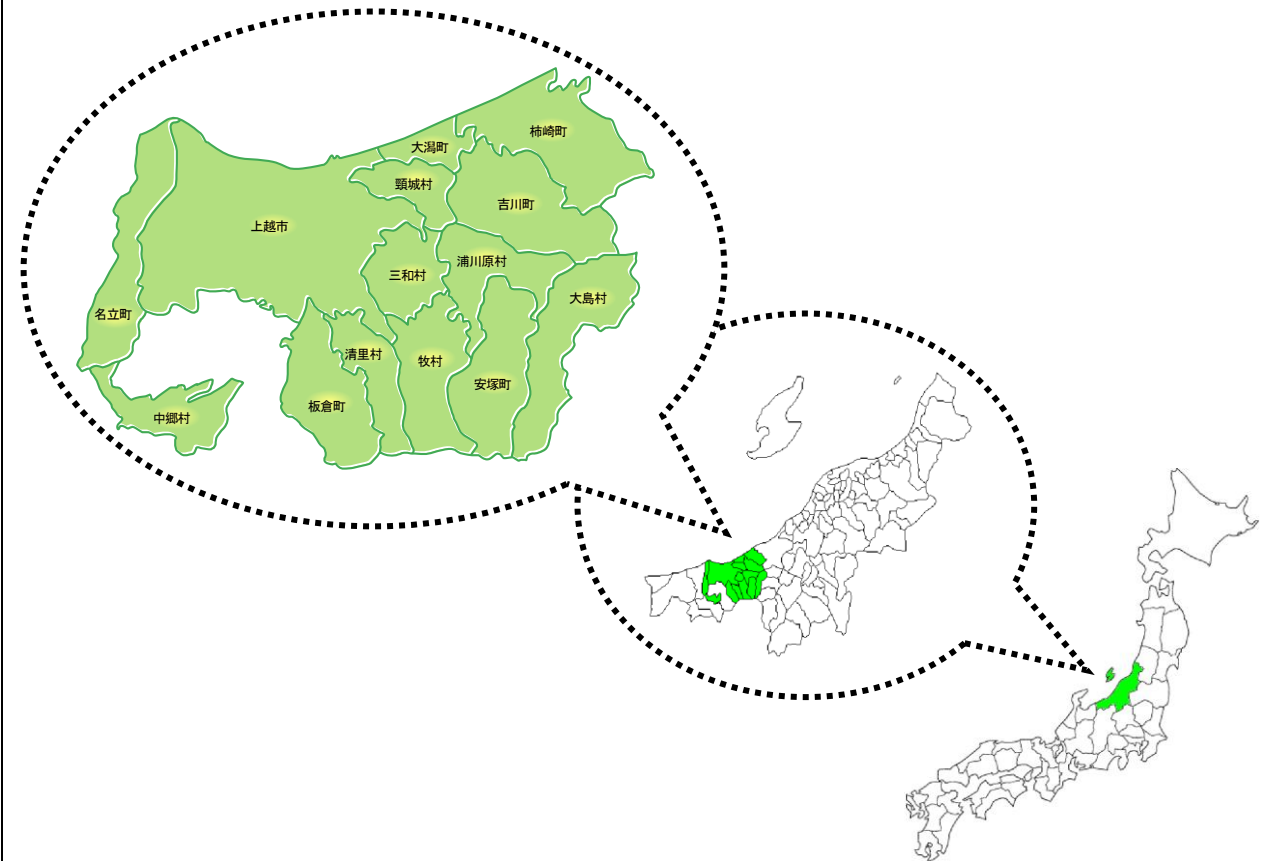 柿崎町
大潟町
頸城村
吉川町
上越市
浦川原村
三和村
大島村
名立町
清里村
牧村
安塚町
板倉町
中郷村